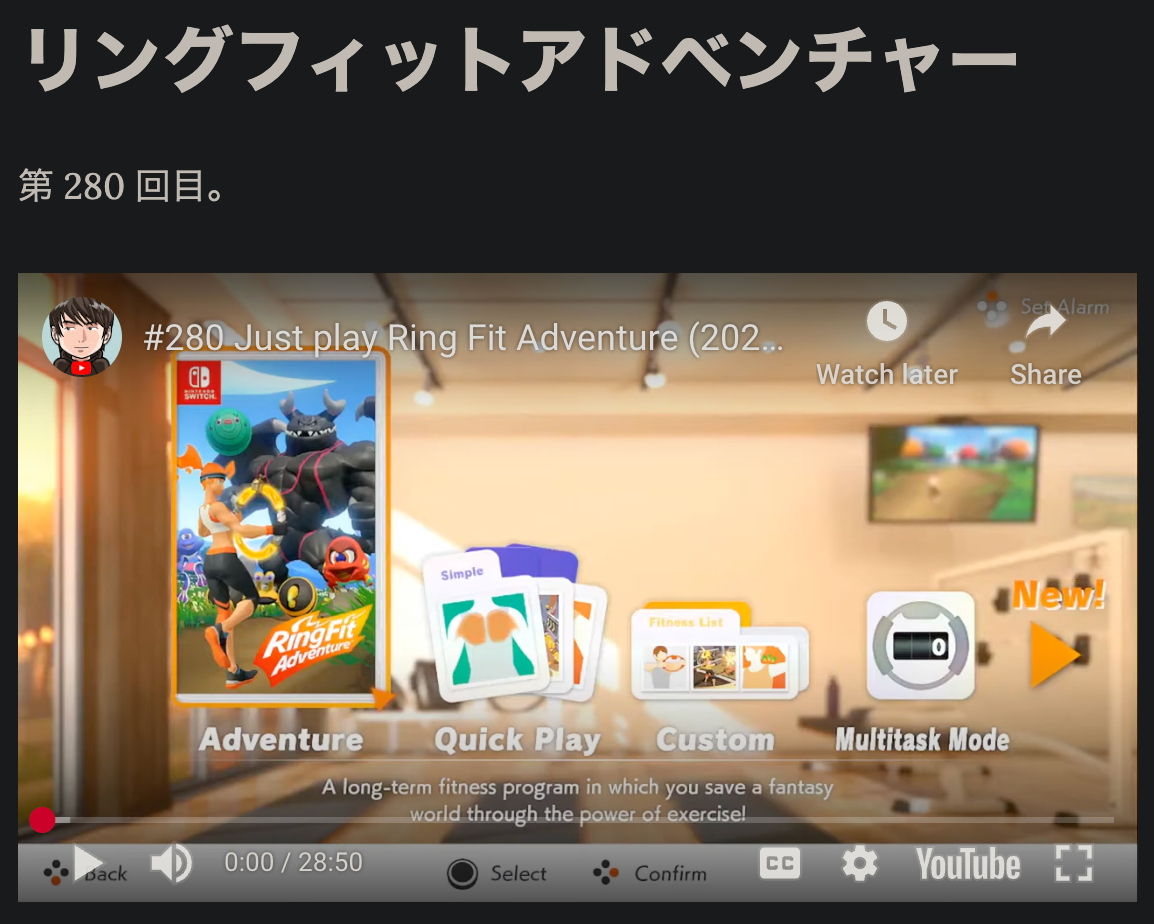 リングフィットアドベンチャー
第 280 回目。
#280 Just play Ring Fit Adventure (202…
Watch later
Share
Set Alarm
NINTENDO
SWITCH.
Ring Fit
Adventure
Simple
Fitness List
0
New!
Adventure
Quick Play
Custom
Multitask Mode
A long-term fitness program in which you save a fantasy
world through the power of exercise!
Back
0:00 / 28:50
Select
Confirm
CC
YouTube